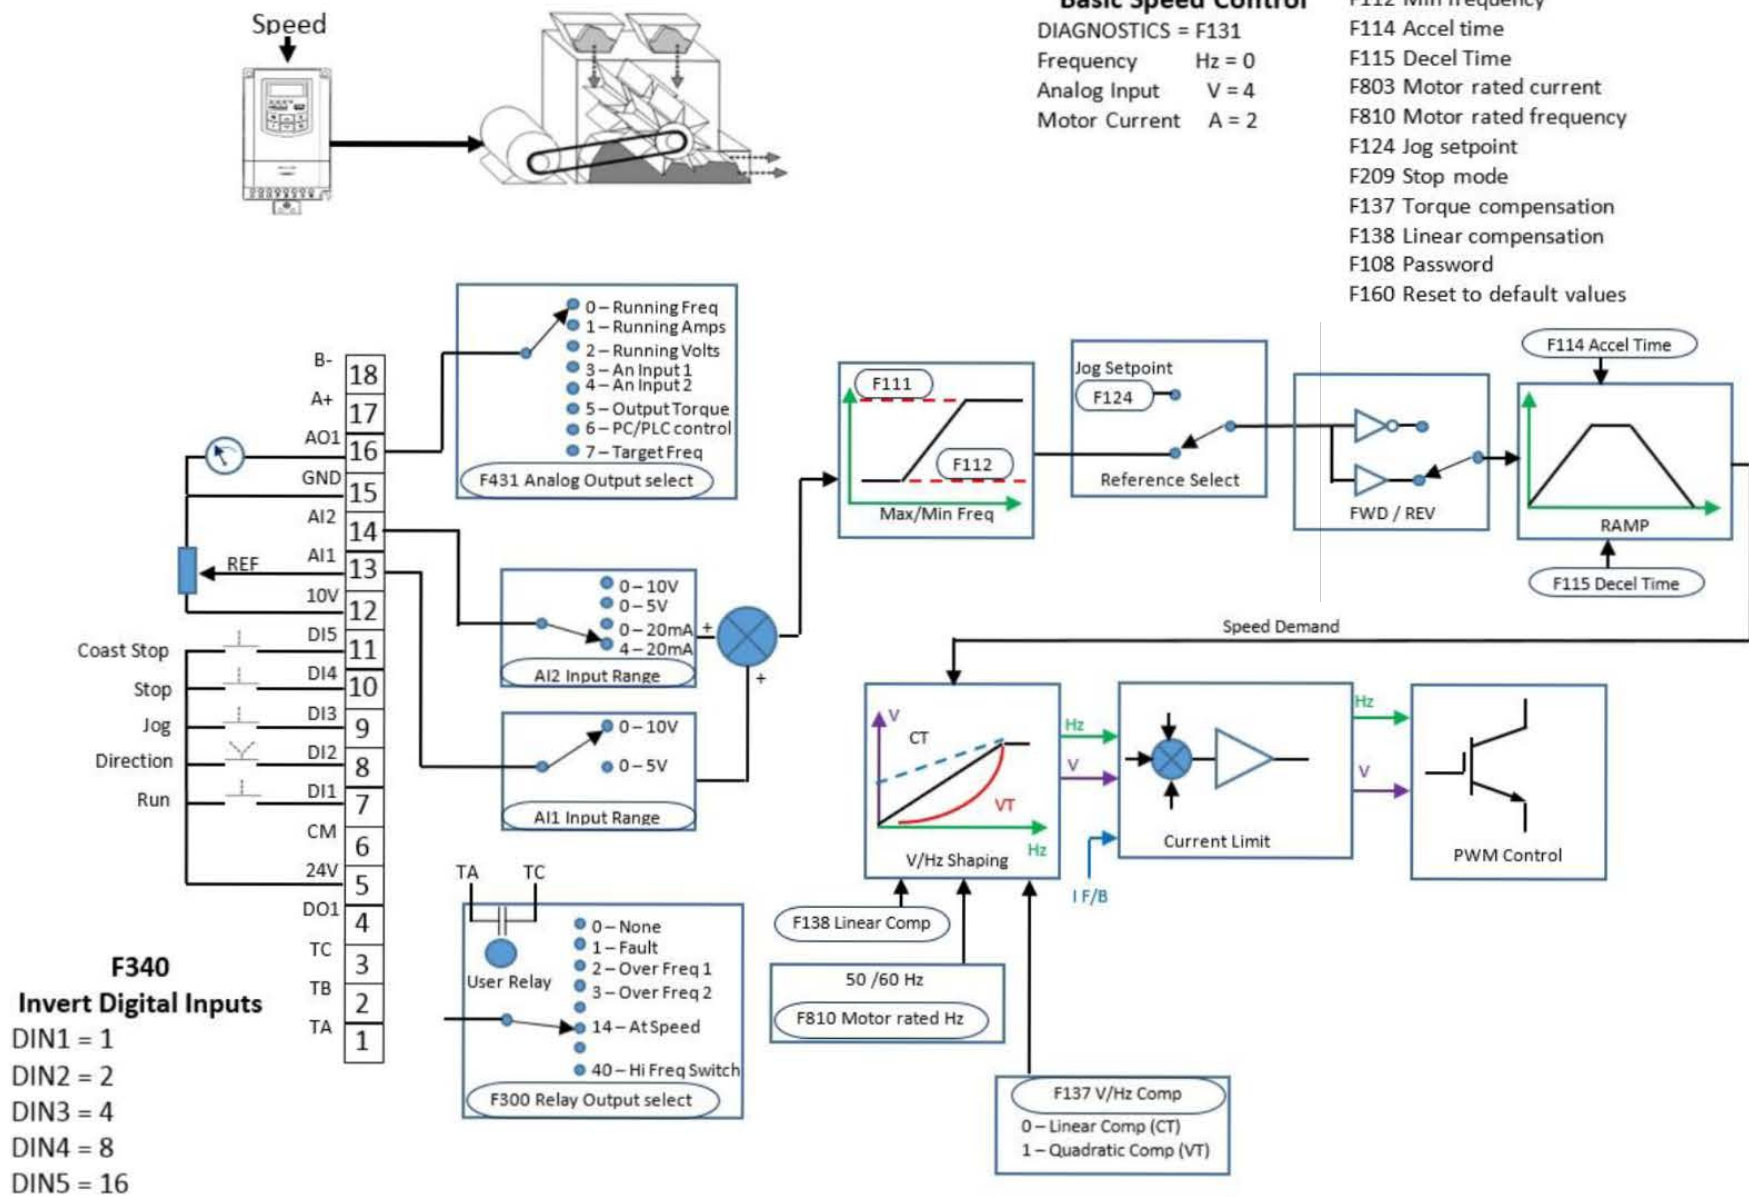 Speed
Basic Speed Control
DIAGNOSTICS = F131
Frequency Hz = 0
Analog Input V = 4
Motor Current A = 2
F112 Min frequency
F114 Accel time
F115 Decel Time
F803 Motor rated current
F810 Motor rated frequency
F124 Jog setpoint
F209 Stop mode
F137 Torque compensation
F138 Linear compensation
F108 Password
F160 Reset to default values
0 – Running Freq
1 – Running Amps
2 – Running Volts
3 – An Input 1
4 – An Input 2
5 – Output Torque
6 – PC/PLC control
7 – Target Freq
F431 Analog Output select
B- 18
A+ 17
AO1 16
GND 15
AI2 14
REF AI1 13
10V 12
Coast Stop DI5 11
Stop DI4 10
Jog DI3 9
Direction DI2 8
Run DI1 7
CM 6
24V 5
DO1 4
TC 3
TB 2
TA 1
0 – 10V
0 – 5V
0 – 20mA
4 – 20mA
AI2 Input Range
+
+
0 – 10V
0 – 5V
AI1 Input Range
F111
F112
Max/Min Freq
Jog Setpoint
F124
Reference Select
FWD / REV
F114 Accel Time
RAMP
F115 Decel Time
Speed Demand
V
CT
VT
Hz
V/Hz Shaping
Hz
V
Current Limit
I F/B
Hz
V
PWM Control
F138 Linear Comp
50 /60 Hz
F810 Motor rated Hz
F137 V/Hz Comp
0 – Linear Comp (CT)
1 – Quadratic Comp (VT)
TA TC
User Relay
0 – None
1 – Fault
2 – Over Freq 1
3 – Over Freq 2
14 – At Speed
40 – Hi Freq Switch
F300 Relay Output select
F340
Invert Digital Inputs
DIN1 = 1
DIN2 = 2
DIN3 = 4
DIN4 = 8
DIN5 = 16